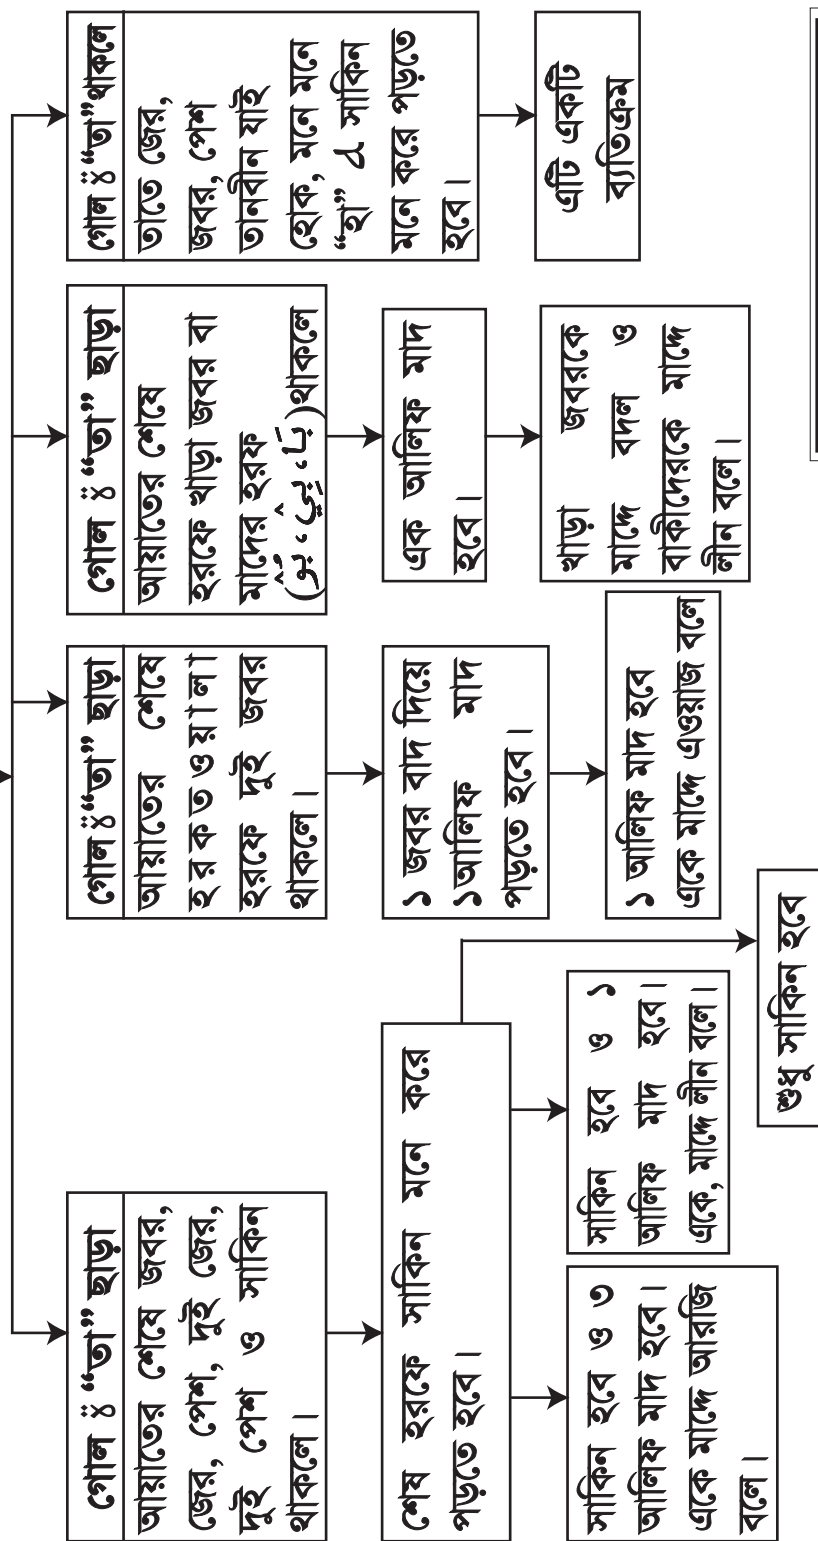 গোল ঃ “তা” ছাড়া
আয়াতের শেষে জবর,
জের, পেশ, দুই জের,
দুই পেশ ও সাকিন
থাকলে।
শেষ হরফে সাকিন মনে করে
পড়তে হবে।
সাকিন হবে ও ৩
আলিফ মাদ হবে।
একে মাদ্দে আরজি
বলে।
সাকিন হবে ও ১
আলিফ মাদ হবে।
একে, মাদ্দে লীন বলে।
শুধু সাকিন হবে
গোল ঃ“তা” ছাড়া
আয়াতের শেষে
হরকতওয়ালা
হরফে দুই জবর
থাকলে।
১ জবর বাদ দিয়ে
১আলিফ মাদ
পড়তে হবে।
১ আলিফ মাদ হবে
একে মাদ্দে এওয়াজ বলে
গোল ঃ “তা” ছাড়া
আয়াতের শেষে
হরফে খাড়া জবর বা
মাদের হরফ
(بَا، بِيْ، بُوْ)থাকলে
এক আলিফ মাদ
হবে।
খাড়া জবরকে
মাদ্দে বদল ও
বাকীদেরকে মাদ্দে
লীন বলে।
গোল ঃ“তা”থাকলে
তাতে জের,
জবর, পেশ
তানবীন যাই
হোক, মনে মনে
“হা” ه সাকিন
মনে করে পড়তে
হবে।
এটি একটি
ব্যতিক্রম